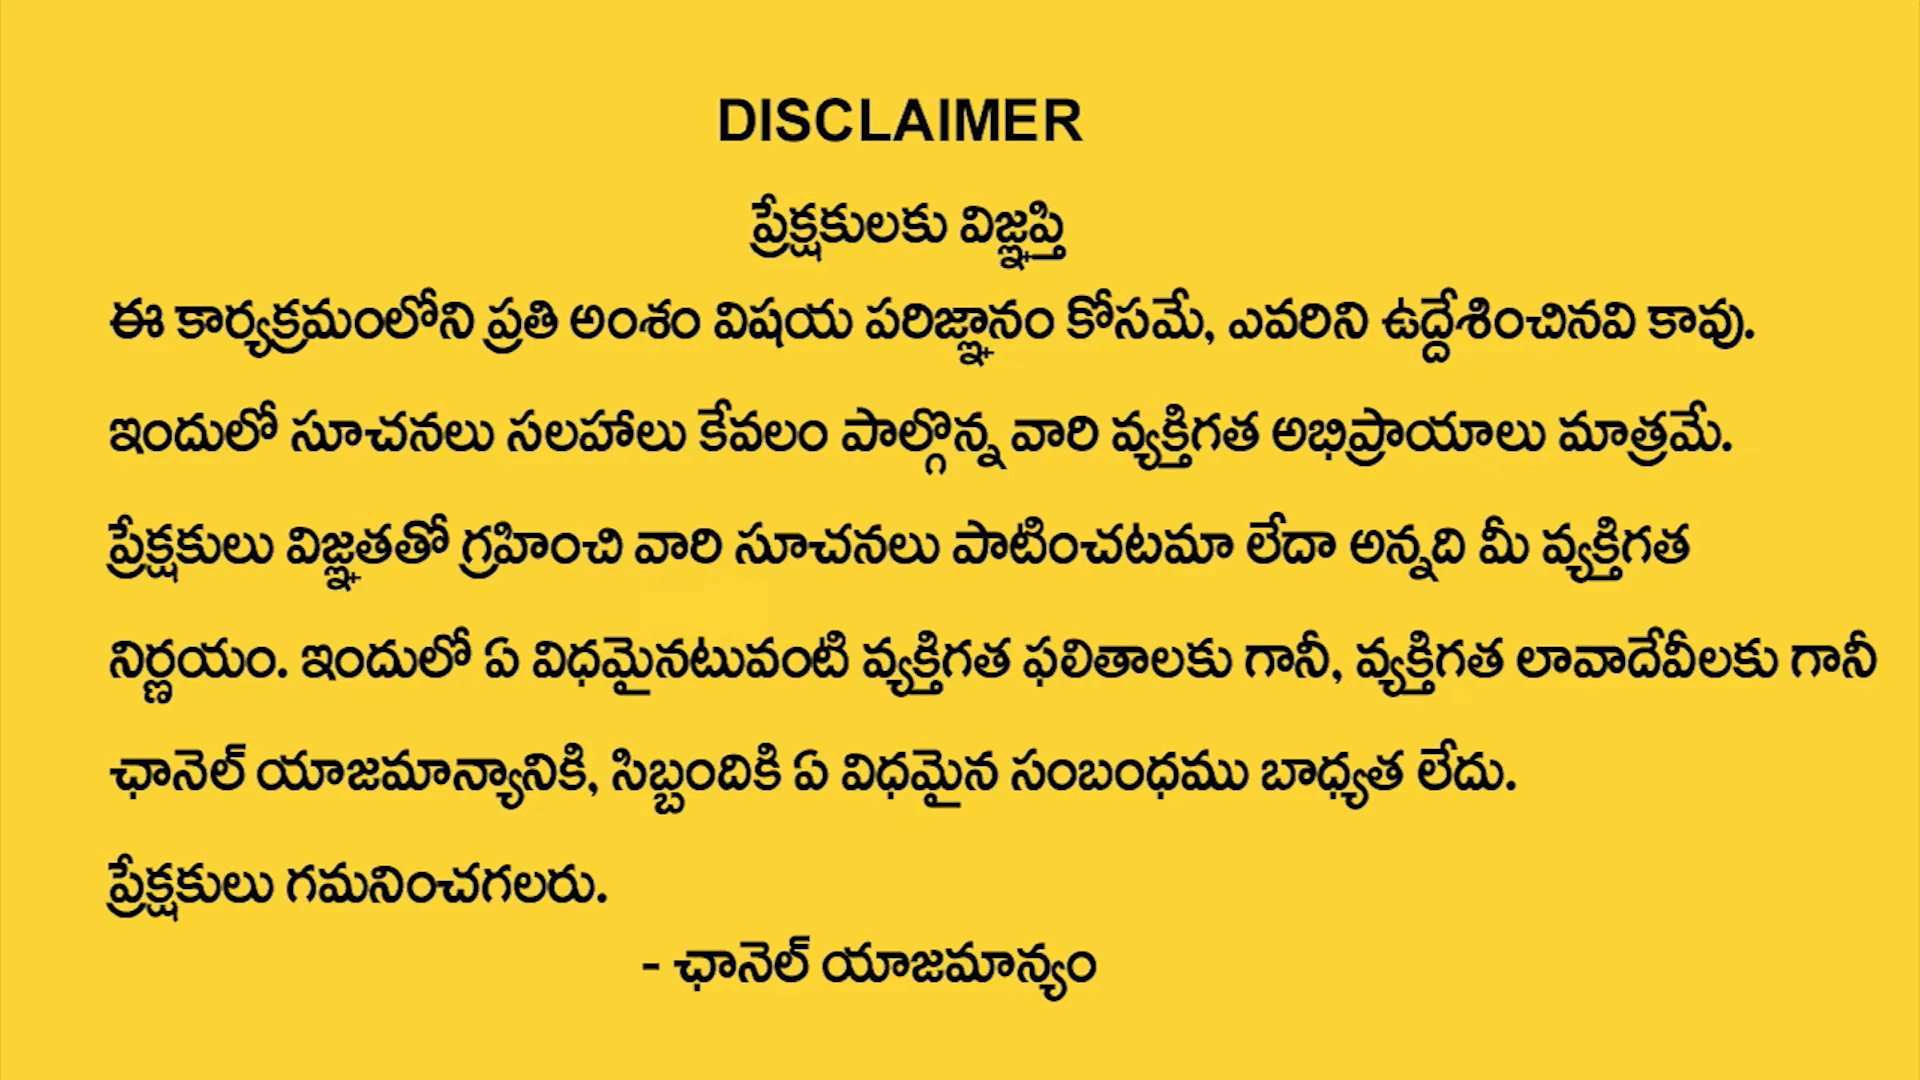 DISCLAIMER
ప్రేక్షకులకు విజ్ఞప్తి
ఈ కార్యక్రమంలోని ప్రతి అంశం విషయ పరిజ్ఞానం కోసమే, ఎవరిని ఉద్దేశించినవి కావు.
ఇందులో సూచనలు సలహాలు కేవలం పాల్గొన్న వారి వ్యక్తిగత అభిప్రాయాలు మాత్రమే.
ప్రేక్షకులు విజ్ఞతతో గ్రహించి వారి సూచనలు పాటించటమా లేదా అన్నది మీ వ్యక్తిగత
నిర్ణయం. ఇందులో ఏ విధమైనటువంటి వ్యక్తిగత ఫలితాలకు గానీ, వ్యక్తిగత లావాదేవీలకు గానీ
ఛానెల్ యాజమాన్యానికి, సిబ్బందికి ఏ విధమైన సంబంధము బాధ్యత లేదు.
ప్రేక్షకులు గమనించగలరు.
- ఛానెల్ యాజమాన్యం